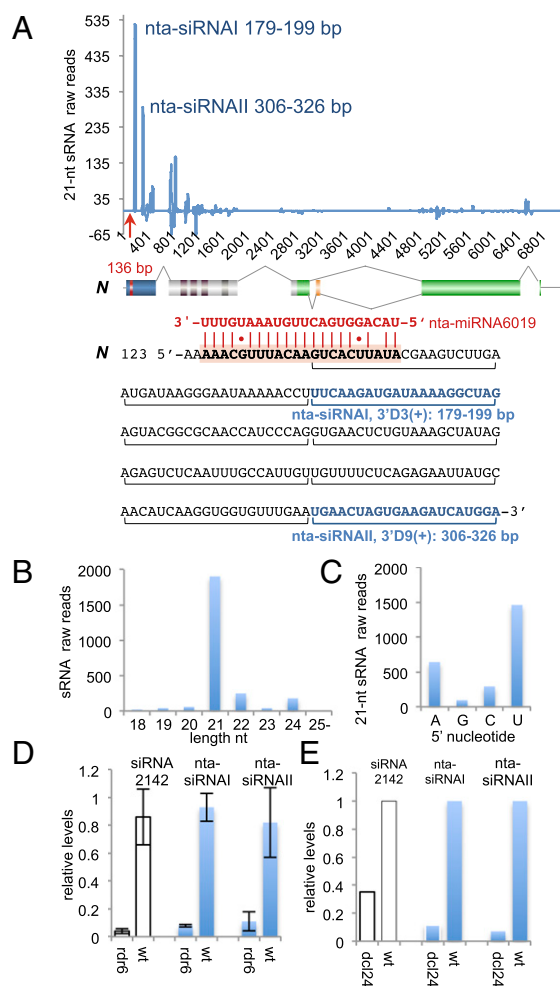 A
21-nt sRNA raw reads
535
435
335
235
135
35
-65
nta-siRNAI 179-199 bp
nta-siRNAII 306-326 bp
1
401
801
1201
1601
2001
2401
2801
3201
3601
4001
4401
4801
5201
5601
6001
6401
6801
136 bp
N
3'-UUUGUAAAUGUUCAGUGGACAU-5' nta-miRNA6019
N 123 5'-AAAAACGUUUACAAGUCACUUAUACGAAGUCUUGA
AUGAUAAGGGAAUAAAAACCUUUCAAGAUGAUAAAAGGCUAG
nta-siRNAI, 3'D3(+): 179-199 bp
AGUACGGCGCAACCAUCCCAGGUGAACUCUGUAAAGCUAUAG
AGAGUCUCAAUUUGCCAUUGUUGUUUUCUCAGAGAAUUAUGC
AACAUCAAGGUGGUGUUUGAAUGAACUAGUGAAGAUCAUGGA-3'
nta-siRNAII, 3'D9(+): 306-326 bp
B
sRNA raw reads
2000
1500
1000
500
0
18 19 20 21 22 23 24 25-
length nt
C
21-nt sRNA raw reads
2000
1500
1000
500
0
A G C U
5' nucleotide
D
relative levels
1.2
1
0.8
0.6
0.4
0.2
0
siRNA 2142
nta-siRNAI
nta-siRNAII
rdr6 wt rdr6 wt rdr6 wt
E
relative levels
1.2
1
0.8
0.6
0.4
0.2
0
siRNA 2142
nta-siRNAI
nta-siRNAII
dcl24 wt dcl24 wt dcl24 wt